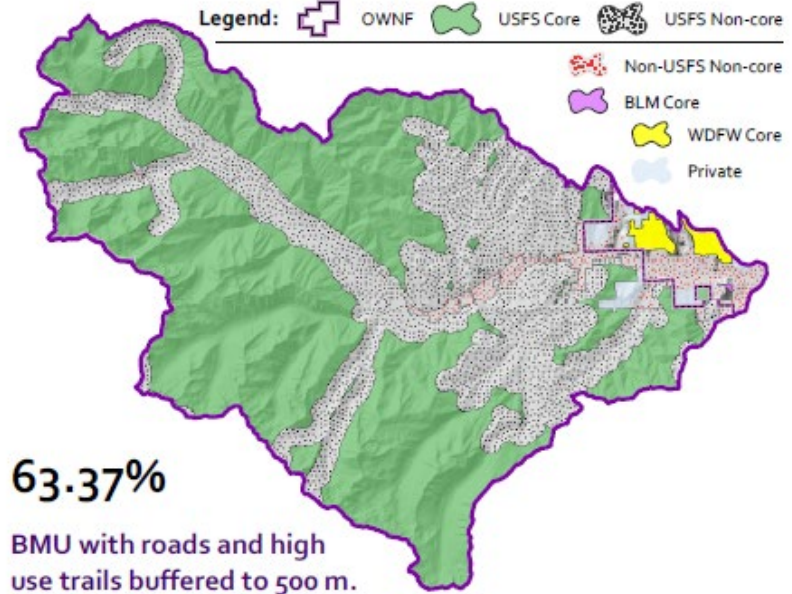 Legend: OWNF USFS Core USFS Non-core
Non-USFS Non-core
BLM Core
WDFW Core
Private
63.37%
BMU with roads and high
use trails buffered to 500 m.